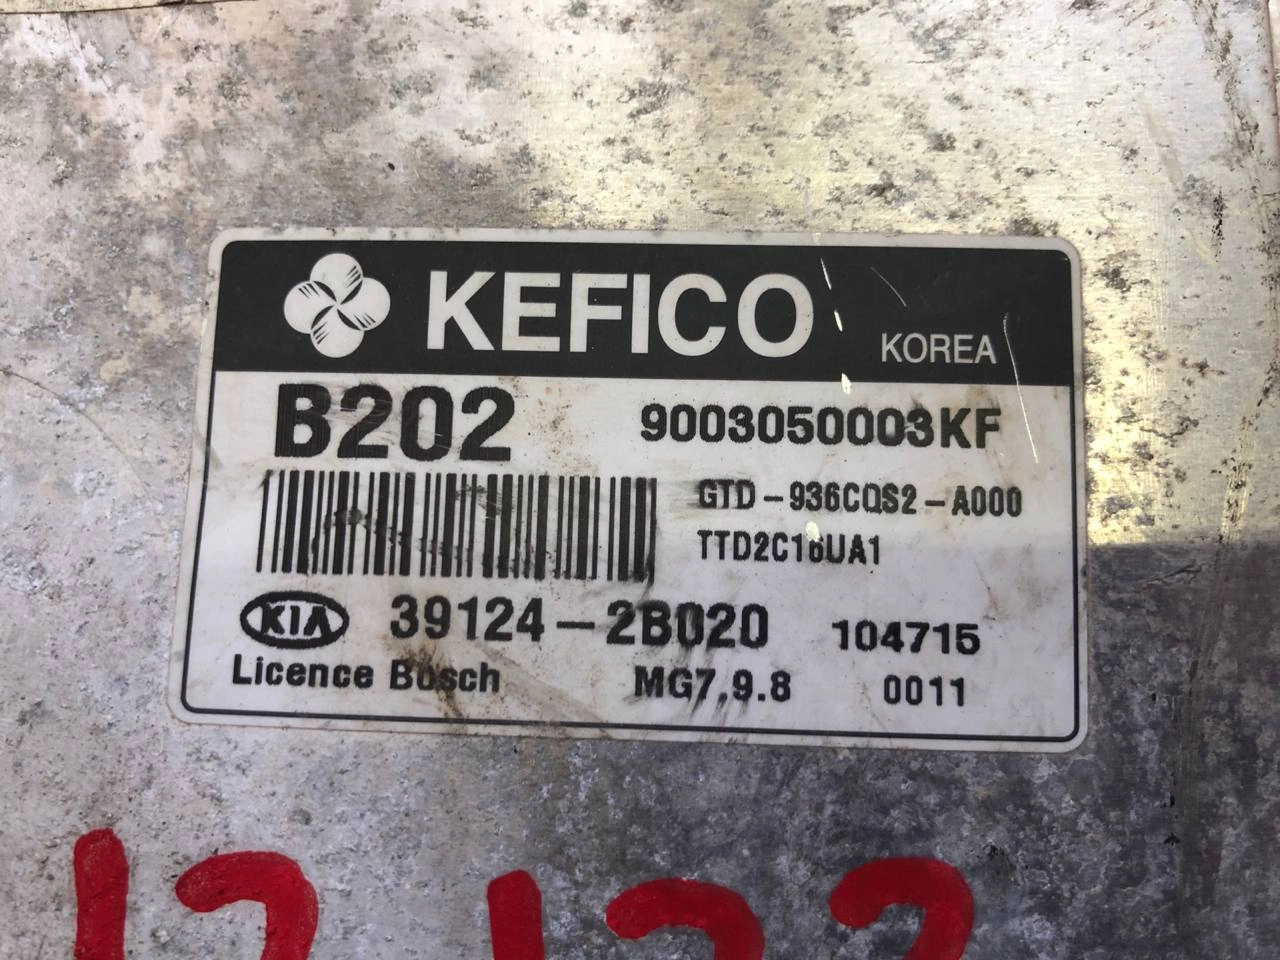 KEFICO KOREA
B202 9003050003KF
GTD-936CQS2-A000
TTD2C16UA1
KIA 39124-2B020 104715
Licence Bosch MG7,9.8 0011